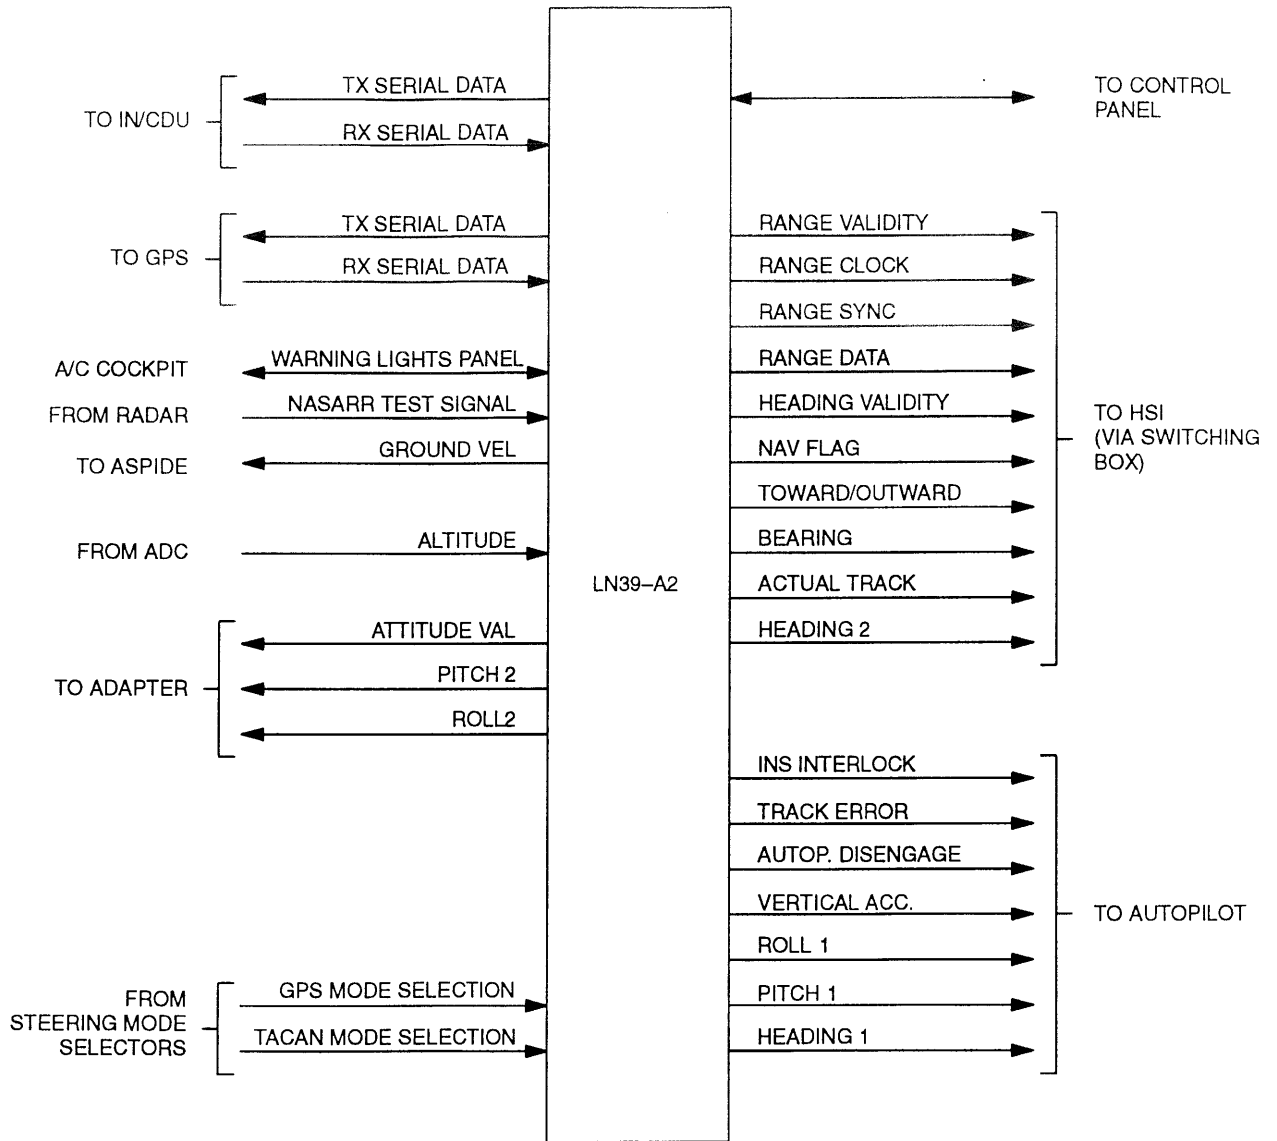 TO IN/CDU
TX SERIAL DATA
RX SERIAL DATA
TO GPS
TX SERIAL DATA
RX SERIAL DATA
A/C COCKPIT
WARNING LIGHTS PANEL
FROM RADAR
NASARR TEST SIGNAL
TO ASPIDE
GROUND VEL
FROM ADC
ALTITUDE
TO ADAPTER
ATTITUDE VAL
PITCH 2
ROLL2
FROM
STEERING MODE
SELECTORS
GPS MODE SELECTION
TACAN MODE SELECTION
LN39–A2
TO CONTROL
PANEL
RANGE VALIDITY
RANGE CLOCK
RANGE SYNC
RANGE DATA
HEADING VALIDITY
NAV FLAG
TOWARD/OUTWARD
BEARING
ACTUAL TRACK
HEADING 2
TO HSI
(VIA SWITCHING
BOX)
INS INTERLOCK
TRACK ERROR
AUTOP. DISENGAGE
VERTICAL ACC.
ROLL 1
PITCH 1
HEADING 1
TO AUTOPILOT